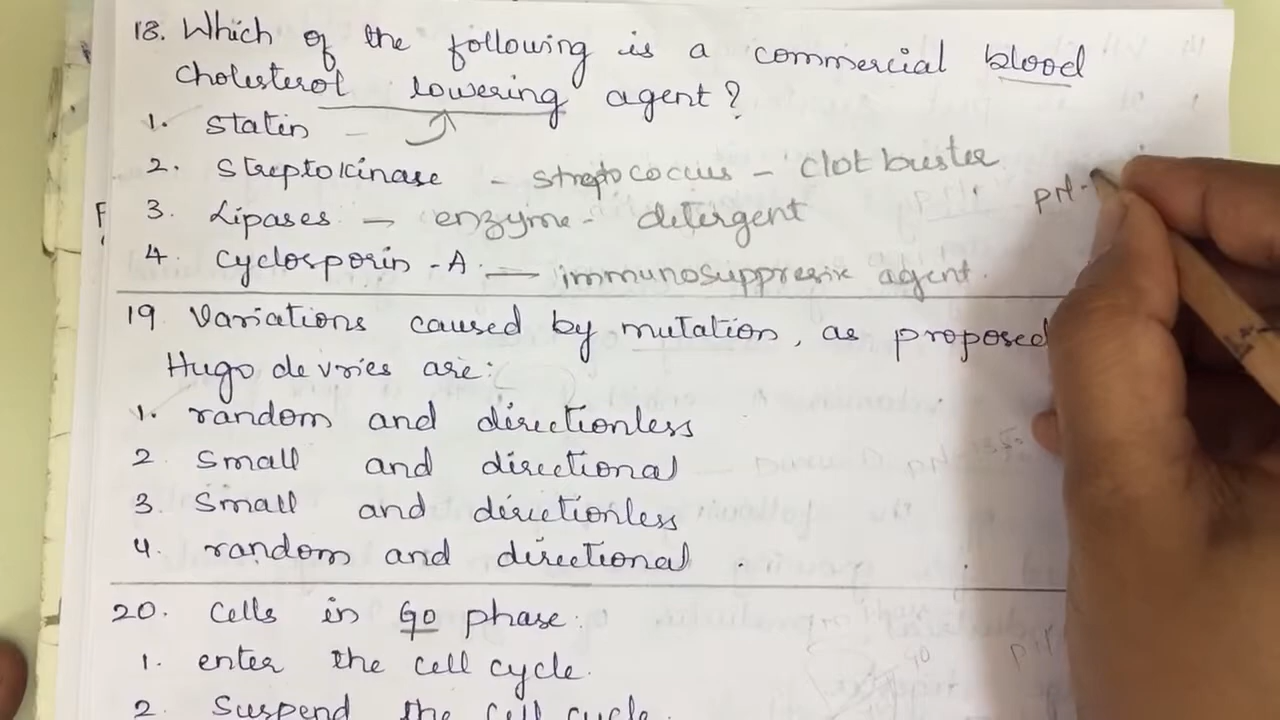 18. Which of the following is a commercial blood
cholesterol lowering agent?
1. statin -
2. streptokinase - streptococcus - clot buster
3. Lipases - enzyme - detergent
4. cyclosporin -A. - immunosuppressive agent.
19 Variations caused by mutation, as proposed
Hugo de vries are:
1. random and directionless
2 Small and directional
3. Small and directionless
4. random and directional.
20. Cells in G0 phase:
1. enter the cell cycle.
2. Suspend the cell cycle.